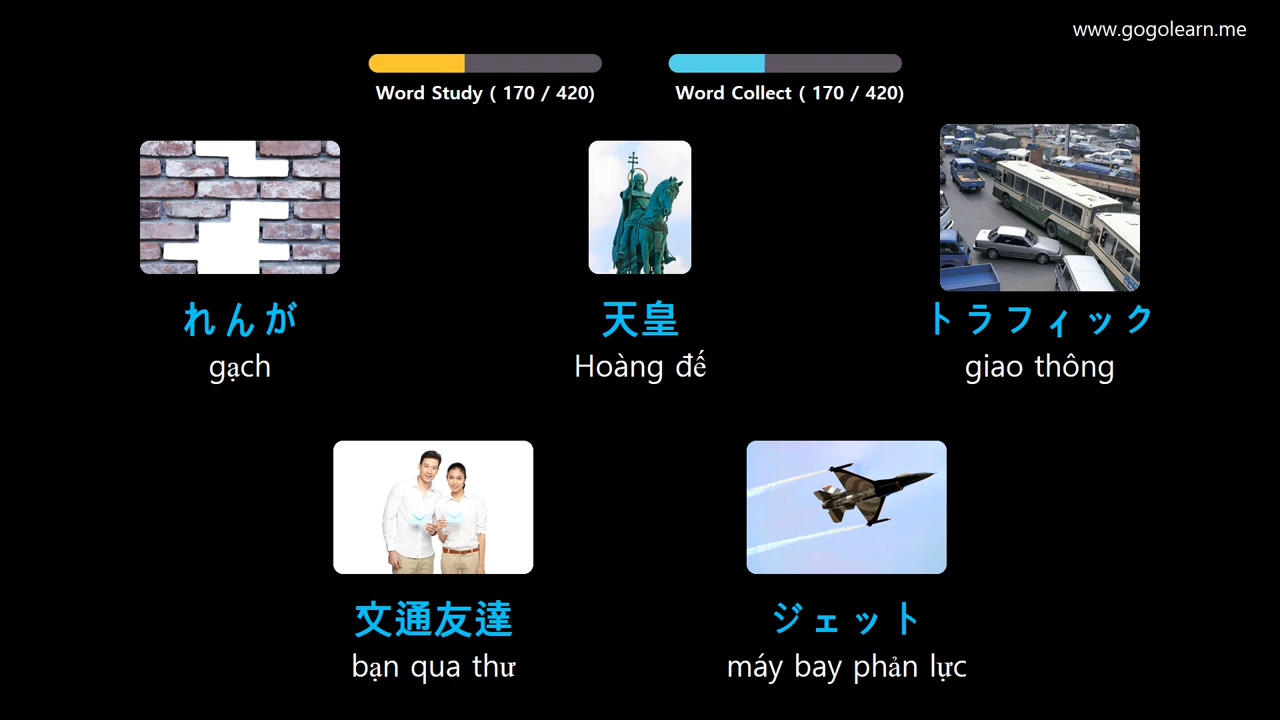 www.gogolearn.me
Word Study ( 170 / 420)
Word Collect ( 170 / 420)
れんが
天皇
トラフィック
gạch
Hoàng đế
giao thông
文通友達
ジェット
bạn qua thư
máy bay phản lực